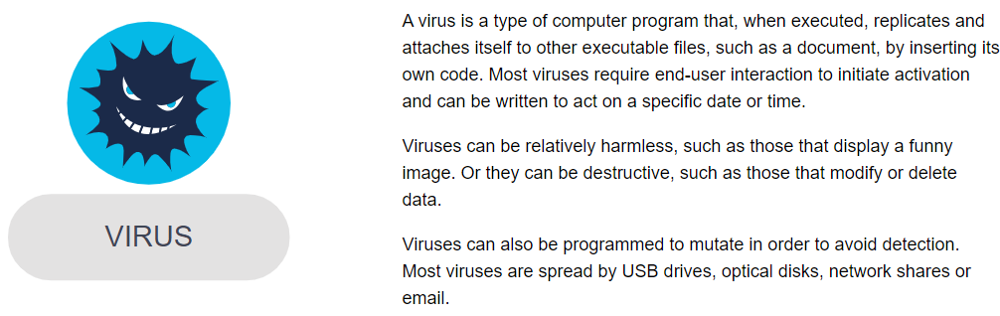 VIRUS
A virus is a type of computer program that, when executed, replicates and
attaches itself to other executable files, such as a document, by inserting its
own code. Most viruses require end-user interaction to initiate activation
and can be written to act on a specific date or time.
Viruses can be relatively harmless, such as those that display a funny
image. Or they can be destructive, such as those that modify or delete
data.
Viruses can also be programmed to mutate in order to avoid detection.
Most viruses are spread by USB drives, optical disks, network shares or
email.